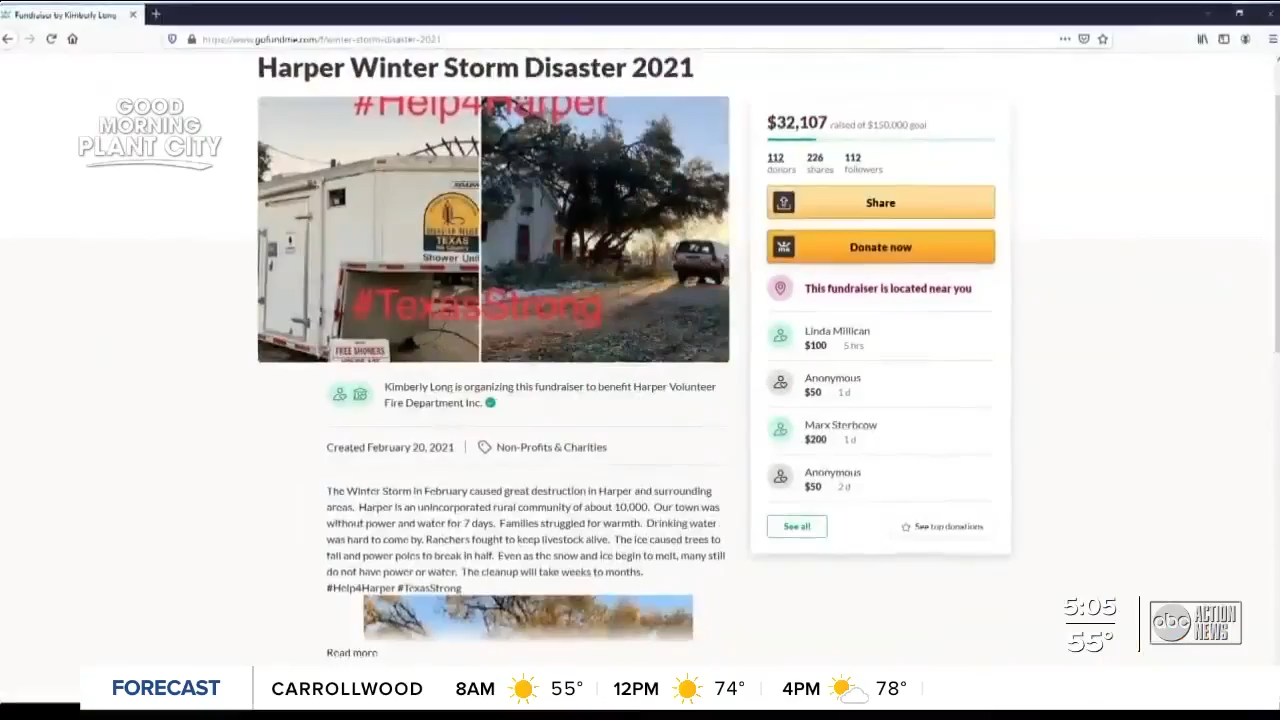 Fundraiser by Kimberly Long
https://www.gofundme.com/f/winter-storm-disaster-2021
Harper Winter Storm Disaster 2021
GOOD
MORNING
PLANT CITY
#Help4Harper
TEXAS
Shower Unit
#TexasStrong
FREE SHOWERS
$32,107 raised of $150,000 goal
112 226 112
donors shares followers
Share
Donate now
This fundraiser is located near you
Linda Millican
$100 5 hrs
Anonymous
$50 1 d
Marx Sterbcow
$200 1 d
Anonymous
$50 2 d
See all
See top donations
Kimberly Long is organizing this fundraiser to benefit Harper Volunteer
Fire Department Inc.
Created February 20, 2021
Non-Profits & Charities
The Winter Storm in February caused great destruction in Harper and surrounding
areas. Harper is an unincorporated rural community of about 10,000. Our town was
without power and water for 7 days. Families struggled for warmth. Drinking water
was hard to come by. Ranchers fought to keep livestock alive. The ice caused trees to
fall and power poles to break in half. Even as the snow and ice begin to melt, many still
do not have power or water. The cleanup will take weeks to months.
#Help4Harper #TexasStrong
Read more
5:05
55°
abc ACTION
NEWS
FORECAST CARROLLWOOD 8AM 55° 12PM 74° 4PM 78°